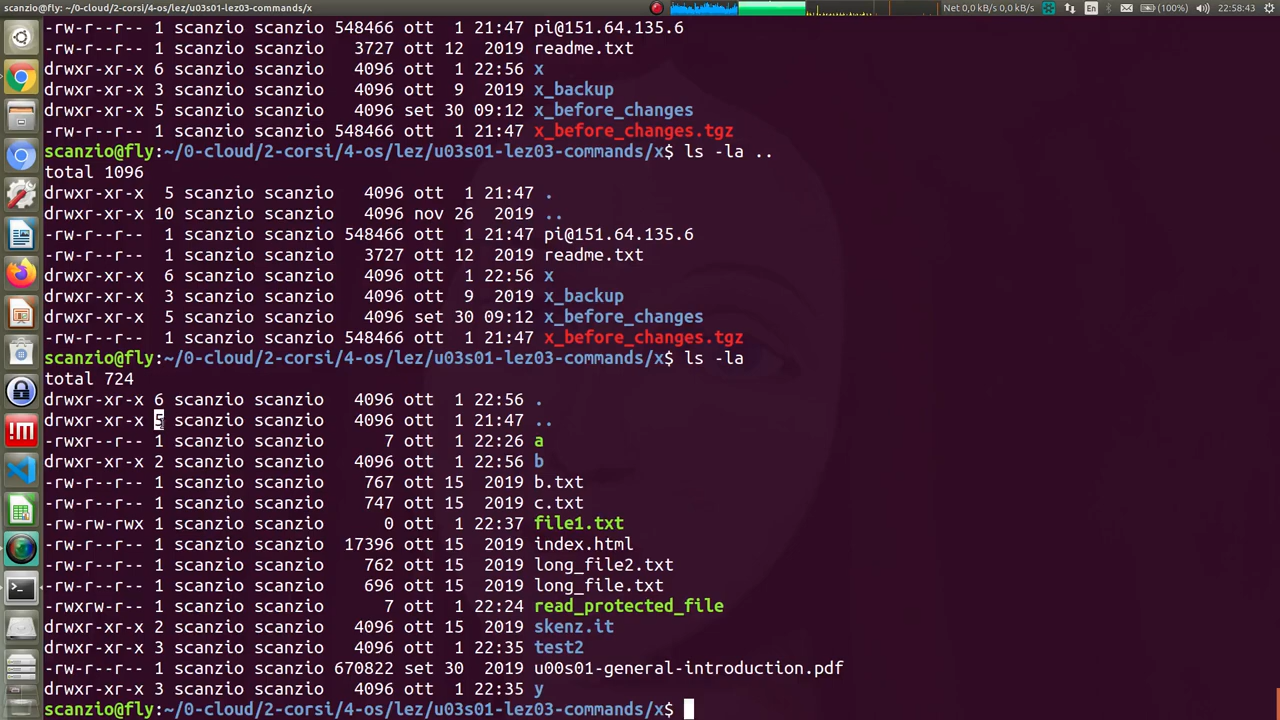 scanzio@fly: ~/0-cloud/2-corsi/4-os/lez/u03s01-lez03-commands/x
Net 0,0 kB/s 0,0 kB/s En (100%) 22:58:43
-rw-r--r-- 1 scanzio scanzio 548466 ott  1 21:47 pi@151.64.135.6
-rw-r--r-- 1 scanzio scanzio   3727 ott 12  2019 readme.txt
drwxr-xr-x 6 scanzio scanzio   4096 ott  1 22:56 x
drwxr-xr-x 3 scanzio scanzio   4096 ott  9  2019 x_backup
drwxr-xr-x 5 scanzio scanzio   4096 set 30 09:12 x_before_changes
-rw-r--r-- 1 scanzio scanzio 548466 ott  1 21:47 x_before_changes.tgz
scanzio@fly:~/0-cloud/2-corsi/4-os/lez/u03s01-lez03-commands/x$ ls -la ..
total 1096
drwxr-xr-x  5 scanzio scanzio   4096 ott  1 21:47 .
drwxr-xr-x 10 scanzio scanzio   4096 nov 26  2019 ..
-rw-r--r--  1 scanzio scanzio 548466 ott  1 21:47 pi@151.64.135.6
-rw-r--r--  1 scanzio scanzio   3727 ott 12  2019 readme.txt
drwxr-xr-x  6 scanzio scanzio   4096 ott  1 22:56 x
drwxr-xr-x  3 scanzio scanzio   4096 ott  9  2019 x_backup
drwxr-xr-x  5 scanzio scanzio   4096 set 30 09:12 x_before_changes
-rw-r--r--  1 scanzio scanzio 548466 ott  1 21:47 x_before_changes.tgz
scanzio@fly:~/0-cloud/2-corsi/4-os/lez/u03s01-lez03-commands/x$ ls -la
total 724
drwxr-xr-x 6 scanzio scanzio   4096 ott  1 22:56 .
drwxr-xr-x 5 scanzio scanzio   4096 ott  1 21:47 ..
-rwxr--r-- 1 scanzio scanzio      7 ott  1 22:26 a
drwxr-xr-x 2 scanzio scanzio   4096 ott  1 22:56 b
-rw-r--r-- 1 scanzio scanzio    767 ott 15  2019 b.txt
-rw-r--r-- 1 scanzio scanzio    747 ott 15  2019 c.txt
-rw-rw-rwx 1 scanzio scanzio      0 ott  1 22:37 file1.txt
-rw-r--r-- 1 scanzio scanzio  17396 ott 15  2019 index.html
-rw-r--r-- 1 scanzio scanzio    762 ott 15  2019 long_file2.txt
-rw-r--r-- 1 scanzio scanzio    696 ott 15  2019 long_file.txt
-rwxrw-r-- 1 scanzio scanzio      7 ott  1 22:24 read_protected_file
drwxr-xr-x 2 scanzio scanzio   4096 ott 15  2019 skenz.it
drwxr-xr-x 3 scanzio scanzio   4096 ott  1 22:35 test2
-rw-r--r-- 1 scanzio scanzio 670822 set 30  2019 u00s01-general-introduction.pdf
drwxr-xr-x 3 scanzio scanzio   4096 ott  1 22:35 y
scanzio@fly:~/0-cloud/2-corsi/4-os/lez/u03s01-lez03-commands/x$